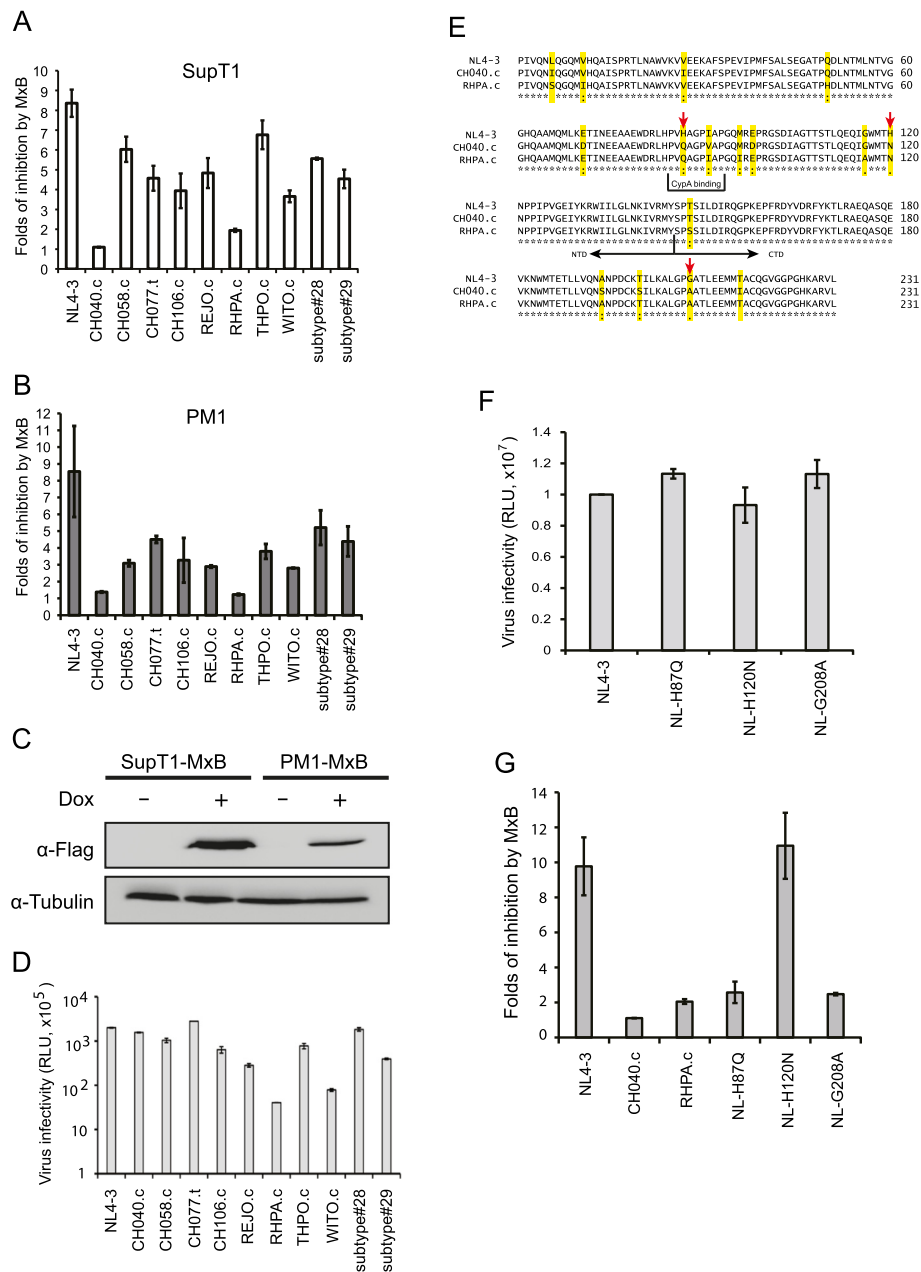 A
SupT1
Folds of inhibtion by MxB
10
9
8
7
6
5
4
3
2
1
0
NL4-3
CH040.c
CH058.c
CH077.t
CH106.c
REJO.c
RHPA.c
THPO.c
WITO.c
subtype#28
subtype#29
B
PM1
Folds of inhibtion by MxB
12
11
10
9
8
7
6
5
4
3
2
1
0
NL4-3
CH040.c
CH058.c
CH077.t
CH106.c
REJO.c
RHPA.c
THPO.c
WITO.c
subtype#28
subtype#29
C
SupT1-MxB PM1-MxB
Dox − + − +
α-Flag
α-Tubulin
D
Virus infectivity (RLU, x10⁵)
10⁴
10³
10²
10
1
NL4-3
CH040.c
CH058.c
CH077.t
CH106.c
REJO.c
RHPA.c
THPO.c
WITO.c
subtype#28
subtype#29
E
NL4-3 PIVQNLQGQMVHQAISPRTLNAWVKVVEEKAFSPEVIPMFSALSEGATPQDLNTMLNTVG 60
CH040.c PIVQNIQGQMVHQAISPRTLNAWVKVVEEKAFSPEVIPMFSALSEGATPQDLNTMLNTVG 60
RHPA.c PIVQNSQGQMIHQAISPRTLNAWVKVVEEKAFSPEVIPMFSALSEGATPHDLNTMLNTVG 60
NL4-3 GHQAAMQMLKETINEEAAEWDRLHPVHAGPIAPGQMREPRGSDIAGTTSTLQEQIGWMTH 120
CH040.c GHQAAMQMLKDTINEEAAEWDRLHPVQAGPVAPGQMRDPRGSDIAGTTSTLQEQIGWMTN 120
RHPA.c GHQAAMQMLKETINEEAAEWDRLHPVQAGPIAPGQIREPRGSDIAGTTSTLQEQIAWMTN 120
CypA binding
NL4-3 NPPIPVGEIYKRWIILGLNKIVRMYSPTSILDIRQGPKEPFRDYVDRFYKTLRAEQASQE 180
CH040.c NPPIPVGEIYKRWIILGLNKIVRMYSPTSILDIRQGPKEPFRDYVDRFYKTLRAEQASQE 180
RHPA.c NPPIPVGEIYKRWIILGLNKIVRMYSPSSILDIRQGPKEPFRDYVDRFYKTLRAEQASQE 180
NTD CTD
NL4-3 VKNWMTETLLVQNANPDCKTILKALGPGATLEEMMTACQGVGGPGHKARVL 231
CH040.c VKNWMTETLLVQNSNPDCKSILKALGPAATLEEMMIACQGVGGPGHKARVL 231
RHPA.c VKNWMTETLLVQNANPDCKTILKALGPAATLEEMMTACQGVGGPGHKARVL 231
F
Virus infectivity (RLU, x10⁷)
1.4
1.2
1
0.8
0.6
0.4
0.2
0
NL4-3
NL-H87Q
NL-H120N
NL-G208A
G
Folds of inhibition by MxB
14
12
10
8
6
4
2
0
NL4-3
CH040.c
RHPA.c
NL-H87Q
NL-H120N
NL-G208A